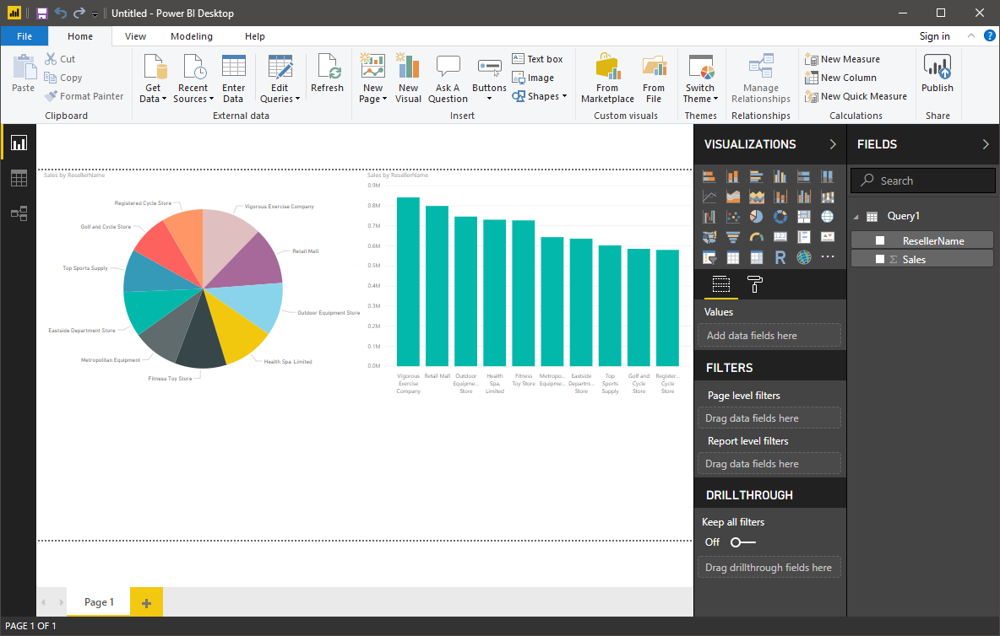 Untitled - Power BI Desktop
File Home View Modeling Help Sign in
Paste
Cut
Copy
Format Painter
Clipboard
Get Data
Recent Sources
Enter Data
Edit Queries
Refresh
External data
New Page
New Visual
Ask A Question
Buttons
Text box
Image
Shapes
Insert
From Marketplace
From File
Custom visuals
Switch Theme
Themes
Manage Relationships
Relationships
New Measure
New Column
New Quick Measure
Calculations
Publish
Share
Sales by ResellerName
Registered Cycle Store
Vigorous Exercise Company
Golf and Cycle Store
Retail Mall
Top Sports Supply
Outdoor Equipment Store
Eastside Department Store
Metropolitan Equipment
Health Spa, Limited
Fitness Toy Store
Sales by ResellerName
0.9M
0.8M
0.7M
0.6M
0.5M
0.4M
0.3M
0.2M
0.1M
0.0M
Vigorous Exercise Company
Retail Mall
Outdoor Equipme... Store
Health Spa, Limited
Fitness Toy Store
Metropo... Equipme...
Eastside Departm... Store
Top Sports Supply
Golf and Cycle Store
Register... Cycle Store
VISUALIZATIONS
R
Values
Add data fields here
FILTERS
Page level filters
Drag data fields here
Report level filters
Drag data fields here
DRILLTHROUGH
Keep all filters
Off
Drag drillthrough fields here
FIELDS
Search
Query1
ResellerName
Σ Sales
Page 1
PAGE 1 OF 1